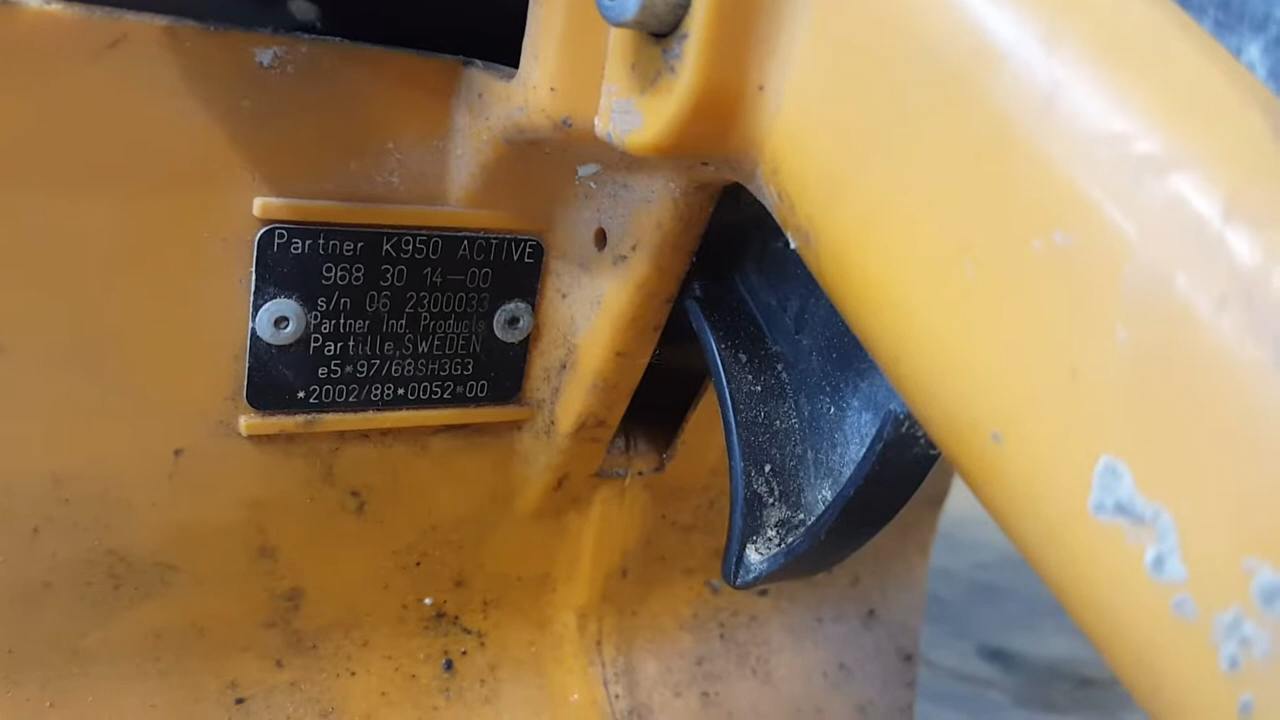 Partner K950 ACTIVE
968 30 14-00
s/n 06 2300033
Partner Ind. Products
Partille,SWEDEN
e5*97/68SH3G3
*2002/88*0052*00